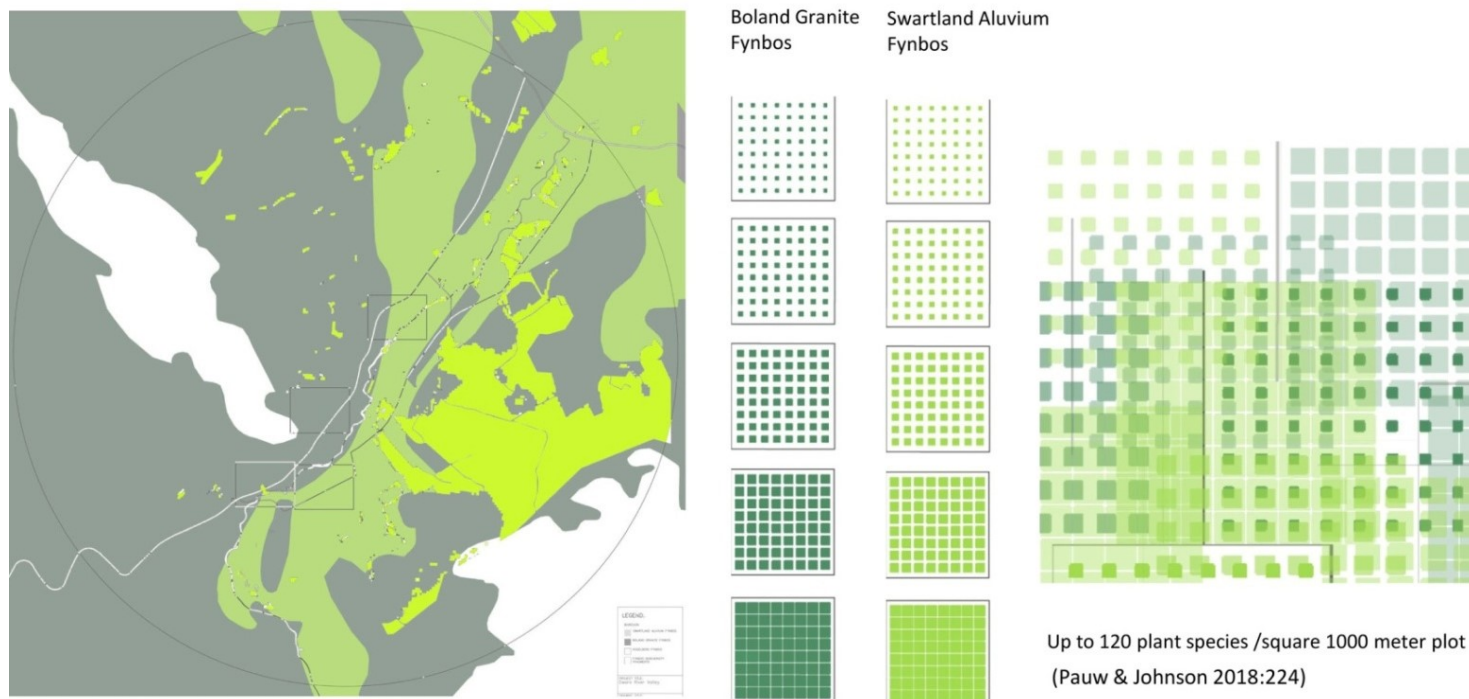 Boland Granite
Fynbos
Swartland Aluvium
Fynbos
LEGEND.
Up to 120 plant species /square 1000 meter plot
(Pauw & Johnson 2018:224)